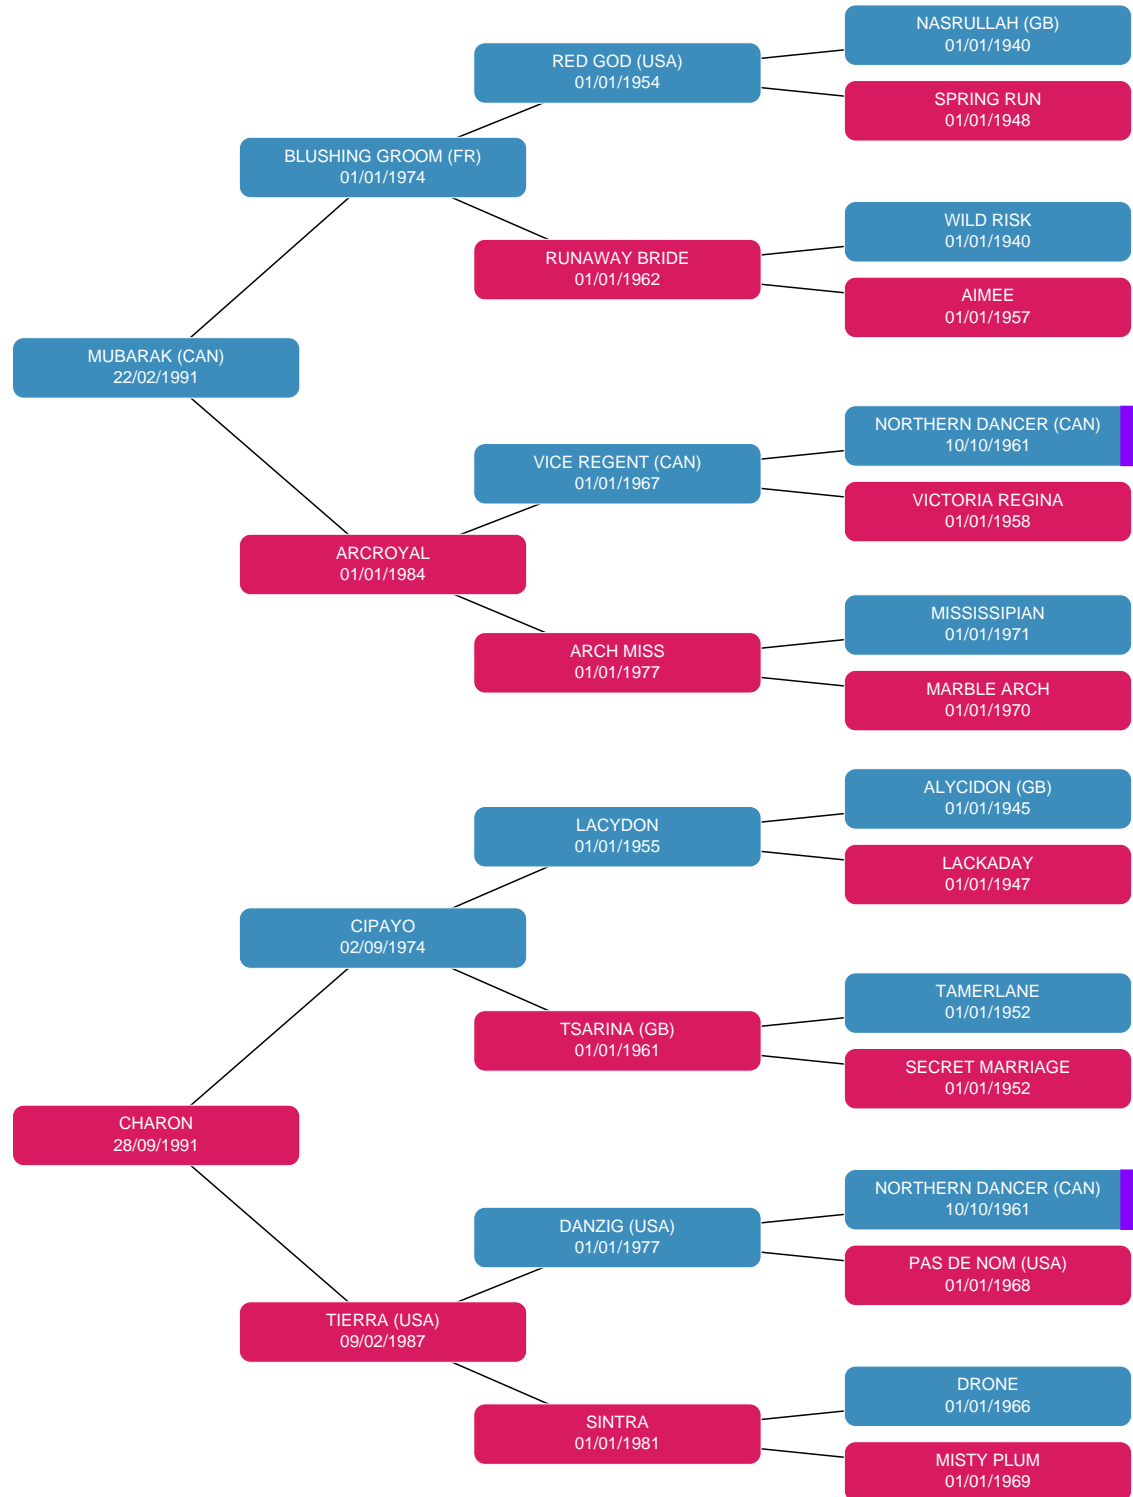 NASRULLAH (GB)
01/01/1940
RED GOD (USA)
01/01/1954
SPRING RUN
01/01/1948
BLUSHING GROOM (FR)
01/01/1974
WILD RISK
01/01/1940
RUNAWAY BRIDE
01/01/1962
AIMEE
01/01/1957
MUBARAK (CAN)
22/02/1991
NORTHERN DANCER (CAN)
10/10/1961
VICE REGENT (CAN)
01/01/1967
VICTORIA REGINA
01/01/1958
ARCROYAL
01/01/1984
MISSISSIPIAN
01/01/1971
ARCH MISS
01/01/1977
MARBLE ARCH
01/01/1970
ALYCIDON (GB)
01/01/1945
LACYDON
01/01/1955
LACKADAY
01/01/1947
CIPAYO
02/09/1974
TAMERLANE
01/01/1952
TSARINA (GB)
01/01/1961
SECRET MARRIAGE
01/01/1952
CHARON
28/09/1991
NORTHERN DANCER (CAN)
10/10/1961
DANZIG (USA)
01/01/1977
PAS DE NOM (USA)
01/01/1968
TIERRA (USA)
09/02/1987
DRONE
01/01/1966
SINTRA
01/01/1981
MISTY PLUM
01/01/1969